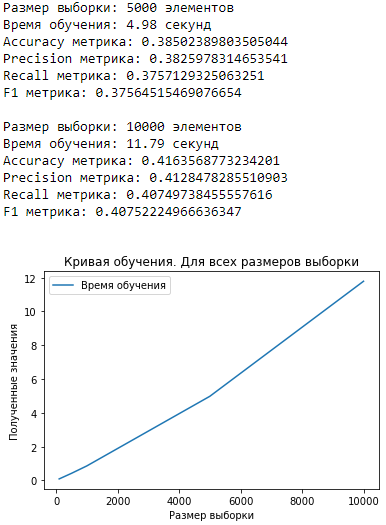 Размер выборки: 5000 элементов
Время обучения: 4.98 секунд
Accuracy метрика: 0.38502389803505044
Precision метрика: 0.3825978314653541
Recall метрика: 0.3757129325063251
F1 метрика: 0.37564515469076654
Размер выборки: 10000 элементов
Время обучения: 11.79 секунд
Accuracy метрика: 0.4163568773234201
Precision метрика: 0.4128478285510903
Recall метрика: 0.40749738455557616
F1 метрика: 0.40752224966636347
Кривая обучения. Для всех размеров выборки
Время обучения
Полученные значения
12
10
8
6
4
2
0
0 2000 4000 6000 8000 10000
Размер выборки